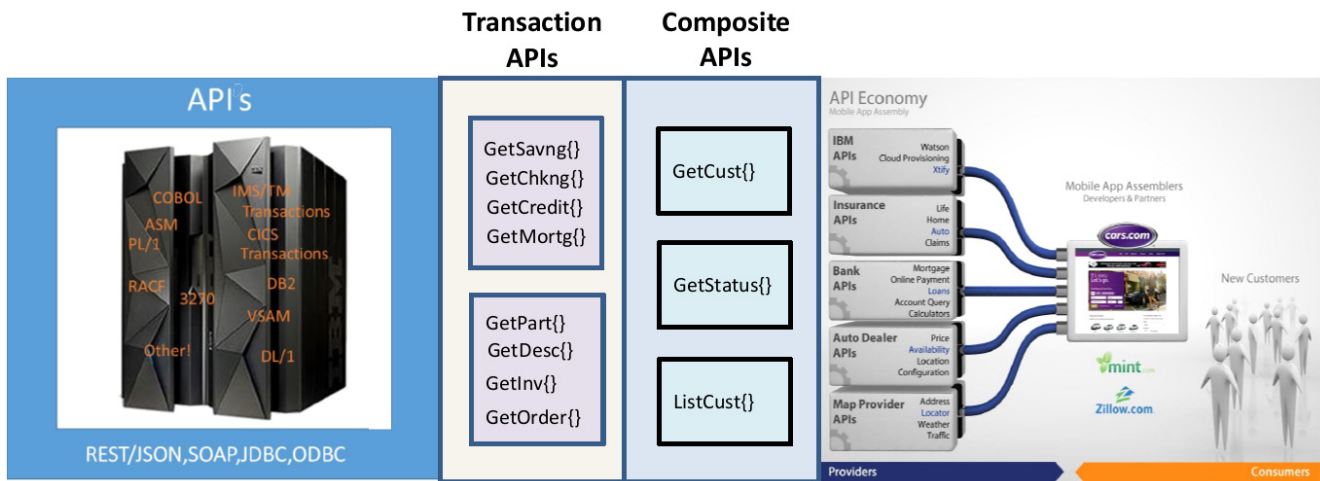 Transaction
APIs
Composite
APIs
API's
COBOL
ASM
PL/1
RACF
3270
Other!
IMS/TM
Transactions
CICS
Transactions
DB2
VSAM
DL/1
IBM
REST/JSON,SOAP,JDBC,ODBC
GetSavng{}
GetChkng{}
GetCredit{}
GetMortg{}
GetPart{}
GetDesc{}
GetInv{}
GetOrder{}
GetCust{}
GetStatus{}
ListCust{}
API Economy
Mobile App Assembly
IBM
APIs
Watson
Cloud Provisioning
Xtify
Insurance
APIs
Life
Home
Auto
Claims
Bank
APIs
Mortgage
Online Payment
Loans
Account Query
Calculators
Auto Dealer
APIs
Price
Availability
Location
Configuration
Map Provider
APIs
Address
Locator
Weather
Traffic
Mobile App Assemblers
Developers & Partners
cars.com
New Customers
mint.com
Zillow.com
Providers
Consumers